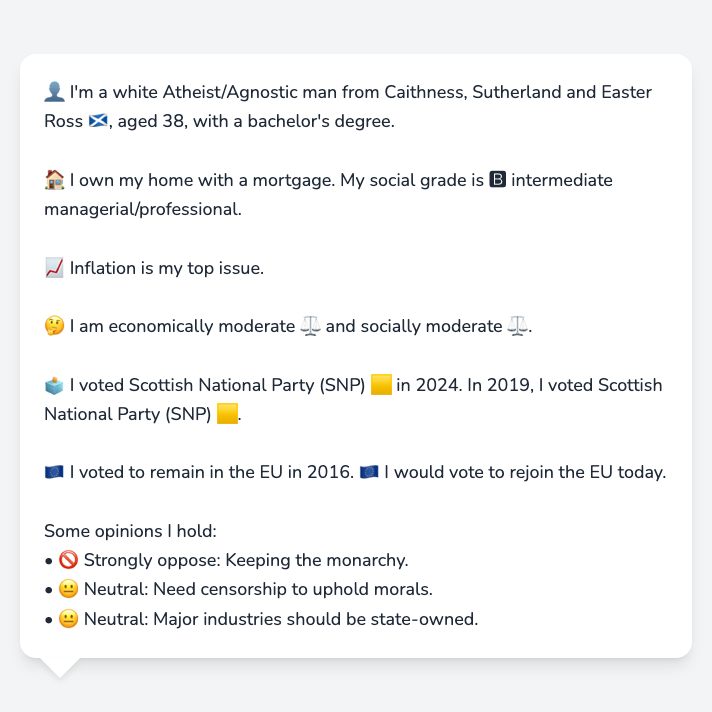 👤 I'm a white Atheist/Agnostic man from Caithness, Sutherland and Easter
Ross 🏴󠁧󠁢󠁳󠁣󠁴󠁿, aged 38, with a bachelor's degree.
🏠 I own my home with a mortgage. My social grade is 🅱 intermediate
managerial/professional.
📈 Inflation is my top issue.
🤔 I am economically moderate ⚖️ and socially moderate ⚖️.
🗳️ I voted Scottish National Party (SNP) 🟨 in 2024. In 2019, I voted Scottish
National Party (SNP) 🟨.
🇪🇺 I voted to remain in the EU in 2016. 🇪🇺 I would vote to rejoin the EU today.
Some opinions I hold:
• 🚫 Strongly oppose: Keeping the monarchy.
• 😐 Neutral: Need censorship to uphold morals.
• 😐 Neutral: Major industries should be state-owned.